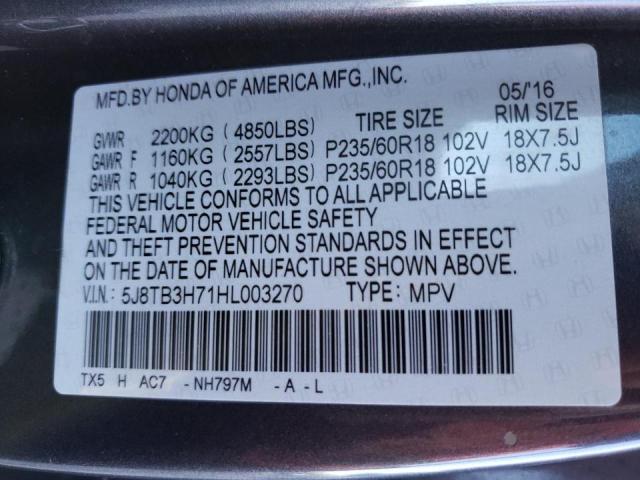 MFD.BY HONDA OF AMERICA MFG.,INC. 05/'16
GVWR 2200KG ( 4850LBS) TIRE SIZE RIM SIZE
GAWR F 1160KG ( 2557LBS) P235/60R18 102V 18X7.5J
GAWR R 1040KG ( 2293LBS) P235/60R18 102V 18X7.5J
THIS VEHICLE CONFORMS TO ALL APPLICABLE
FEDERAL MOTOR VEHICLE SAFETY
AND THEFT PREVENTION STANDARDS IN EFFECT
ON THE DATE OF MANUFACTURE SHOWN ABOVE.
V.I.N.: 5J8TB3H71HL003270 TYPE: MPV
TX5 H AC7 -NH797M -A-L